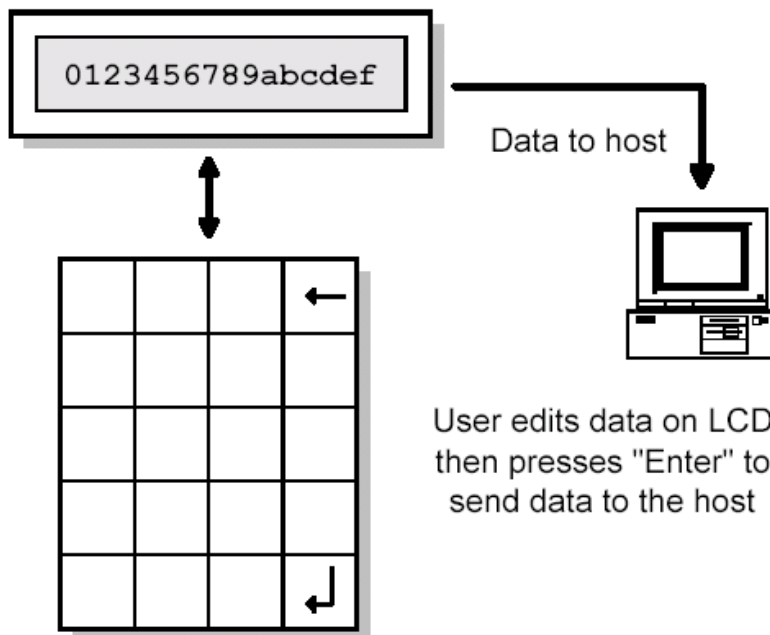 0123456789abcdef
Data to host
User edits data on LCD
then presses "Enter" to
send data to the host